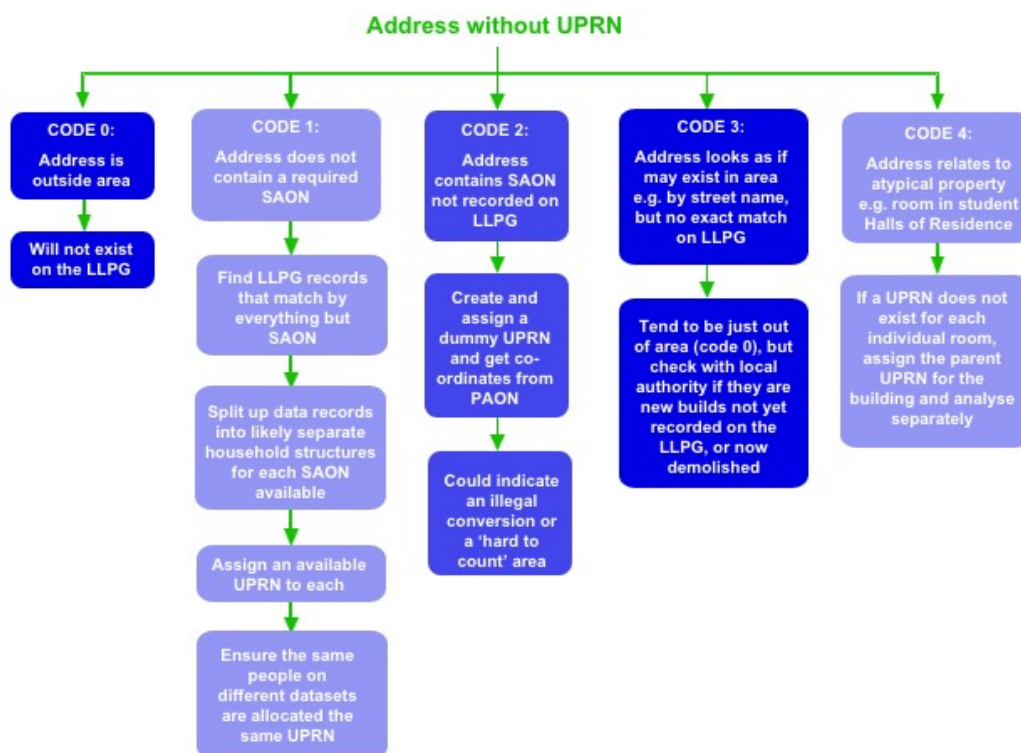 Address without UPRN
CODE 0:
Address is
outside area
Will not exist
on the LLPG
CODE 1:
Address does not
contain a required
SAON
Find LLPG records
that match by
everything but
SAON
Split up data records
into likely separate
household structures
for each SAON
available
Assign an available
UPRN to each
Ensure the same
people on
different datasets
are allocated the
same UPRN
CODE 2:
Address
contains SAON
not recorded on
LLPG
Create and
assign a
dummy UPRN
and get co-
ordinates from
PAON
Could indicate
an illegal
conversion or
a ‘hard to
count’ area
CODE 3:
Address looks as if
may exist in area
e.g. by street name,
but no exact match
on LLPG
Tend to be just out
of area (code 0), but
check with local
authority if they are
new builds not yet
recorded on the
LLPG, or now
demolished
CODE 4:
Address relates to
atypical property
e.g. room in student
Halls of Residence
If a UPRN does not
exist for each
individual room,
assign the parent
UPRN for the
building and analyse
separately